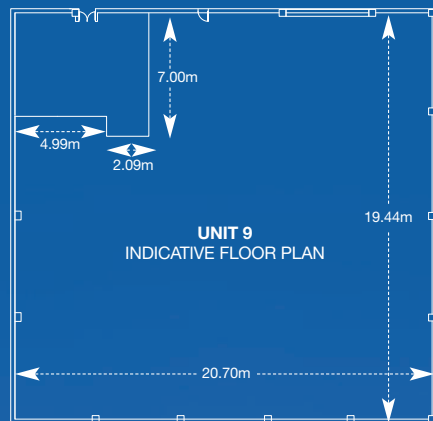 7.00m
4.99m
2.09m
19.44m
UNIT 9
INDICATIVE FLOOR PLAN
20.70m